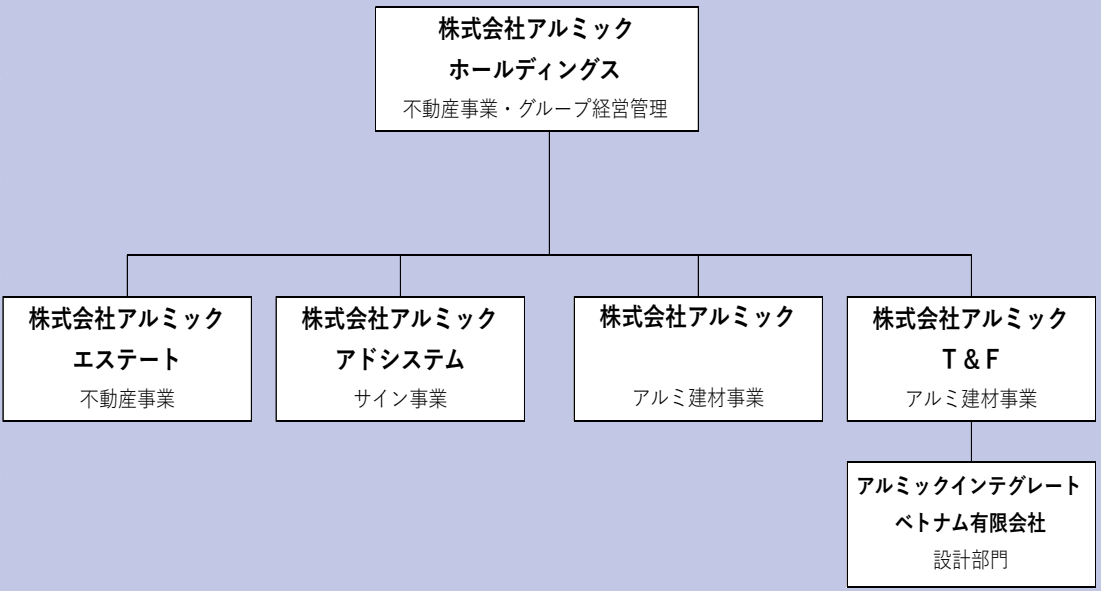 株式会社アルミック
ホールディングス
不動産事業・グループ経営管理
株式会社アルミック
エステート
不動産事業
株式会社アルミック
アドシステム
サイン事業
株式会社アルミック
アルミ建材事業
株式会社アルミック
T＆F
アルミ建材事業
アルミックインテグレート
ベトナム有限会社
設計部門